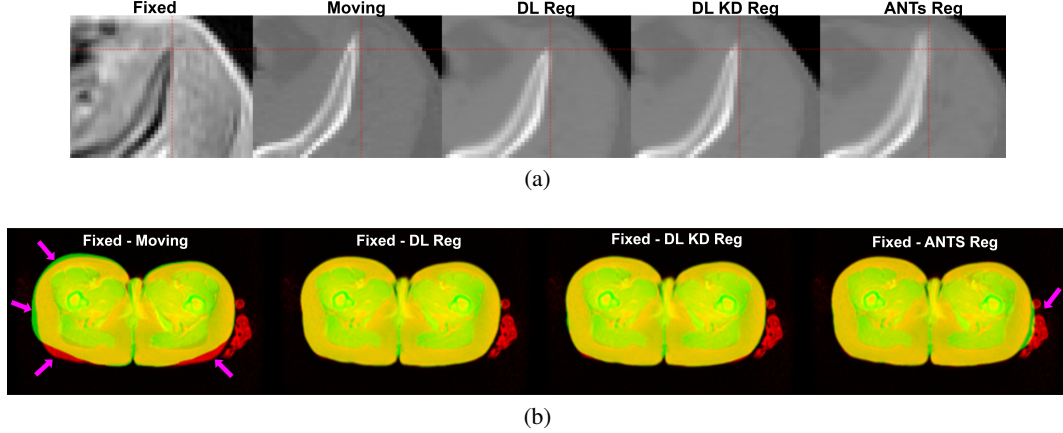 Fixed Moving DL Reg DL KD Reg ANTs Reg
(a)
Fixed - Moving Fixed - DL Reg Fixed - DL KD Reg Fixed - ANTS Reg
(b)